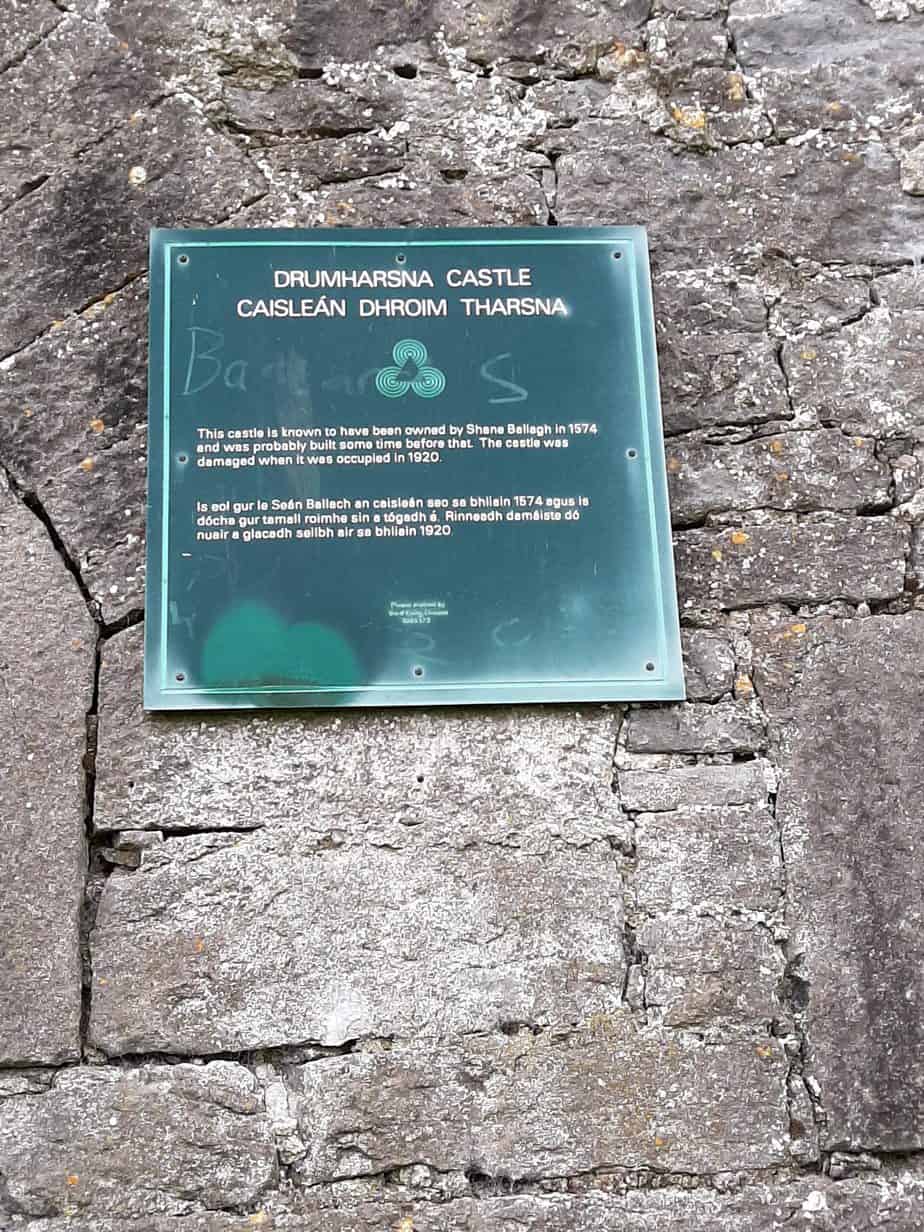 DRUMHARSNA CASTLE
CAISLEÁN DHROIM THARSNA
This castle is known to have been owned by Shane Ballagh in 1574
and was probably built some time before that. The castle was
damaged when it was occupied in 1920.
Is eol gur le Seán Ballach an caisleán seo sa bhliain 1574 agus is
dócha gur tamall roimhe sin a tógadh é. Rinneadh damáiste dó
nuair a glacadh seilbh air sa bhliain 1920.